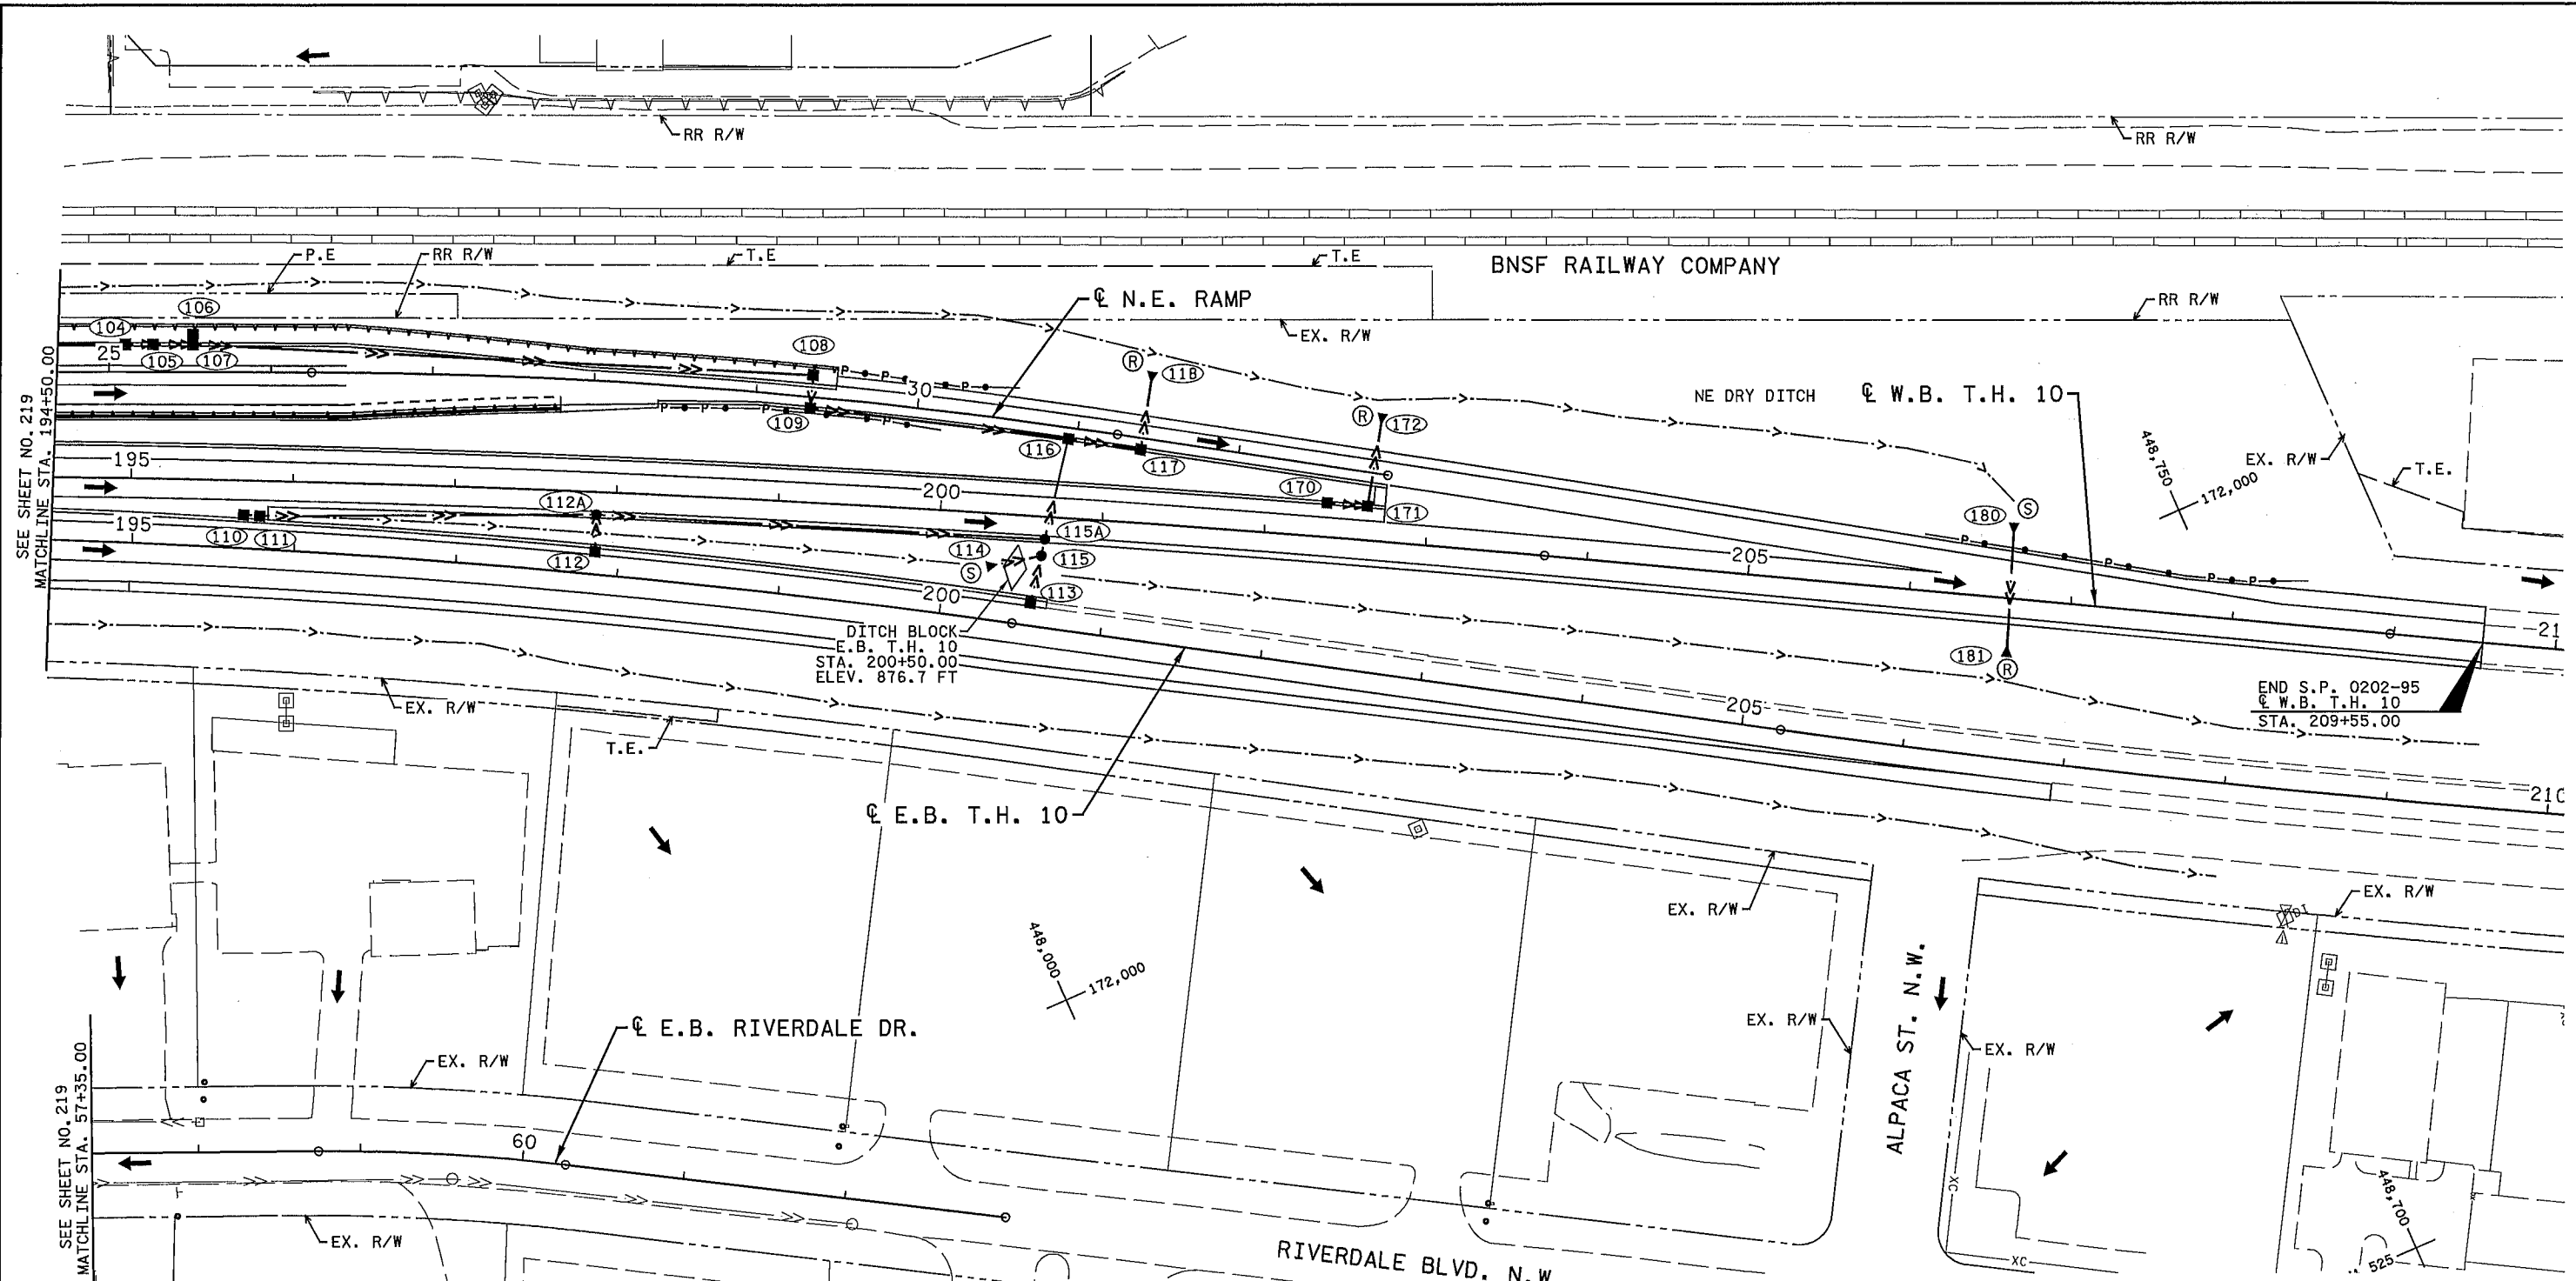 RR R/W
RR R/W
BNSF RAILWAY COMPANY
P.E
RR R/W
T.E
T.E
RR R/W
EX. R/W
℄ N.E. RAMP
104
105
106
107
108
109
25
30
P P
P P
P P P
R
118
R
172
NE DRY DITCH
℄ W.B. T.H. 10
448,750
172,000
EX. R/W
T.E.
SEE SHEET NO. 219
MATCHLINE STA. 194+50.00
195
195
110
111
112A
112
116
117
170
171
200
200
114
115A
115
113
S
DITCH BLOCK
E.B. T.H. 10
STA. 200+50.00
ELEV. 876.7 FT
180
S
181
R
P P P P
205
205
21
210
END S.P. 0202-95
℄ W.B. T.H. 10
STA. 209+55.00
EX. R/W
T.E.
℄ E.B. T.H. 10
EX. R/W
EX. R/W
DI
448,000
172,000
EX. R/W
EX. R/W
ALPACA ST. N.W.
℄ E.B. RIVERDALE DR.
EX. R/W
SEE SHEET NO. 219
MATCHLINE STA. 57+35.00
60
EX. R/W
RIVERDALE BLVD. N.W
XC
XC
448,700
525